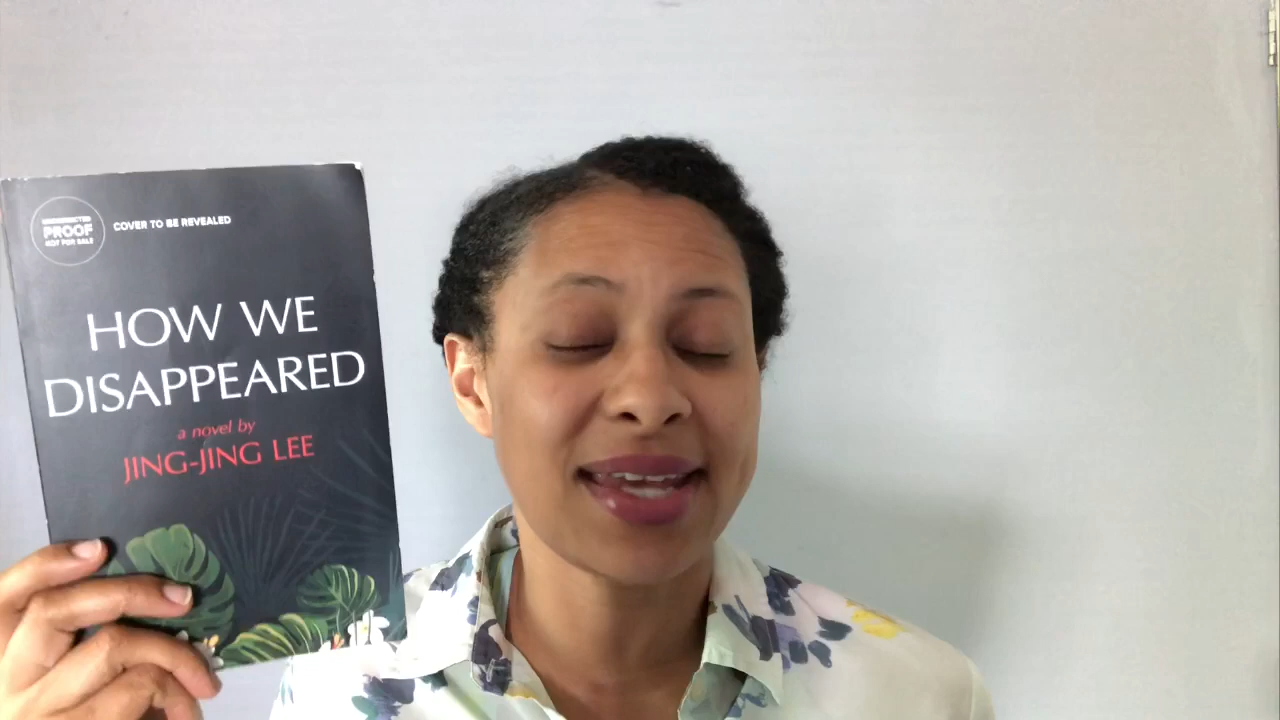 UNCORRECTED
PROOF
NOT FOR SALE
COVER TO BE REVEALED
HOW WE
DISAPPEARED
a novel by
JING-JING LEE